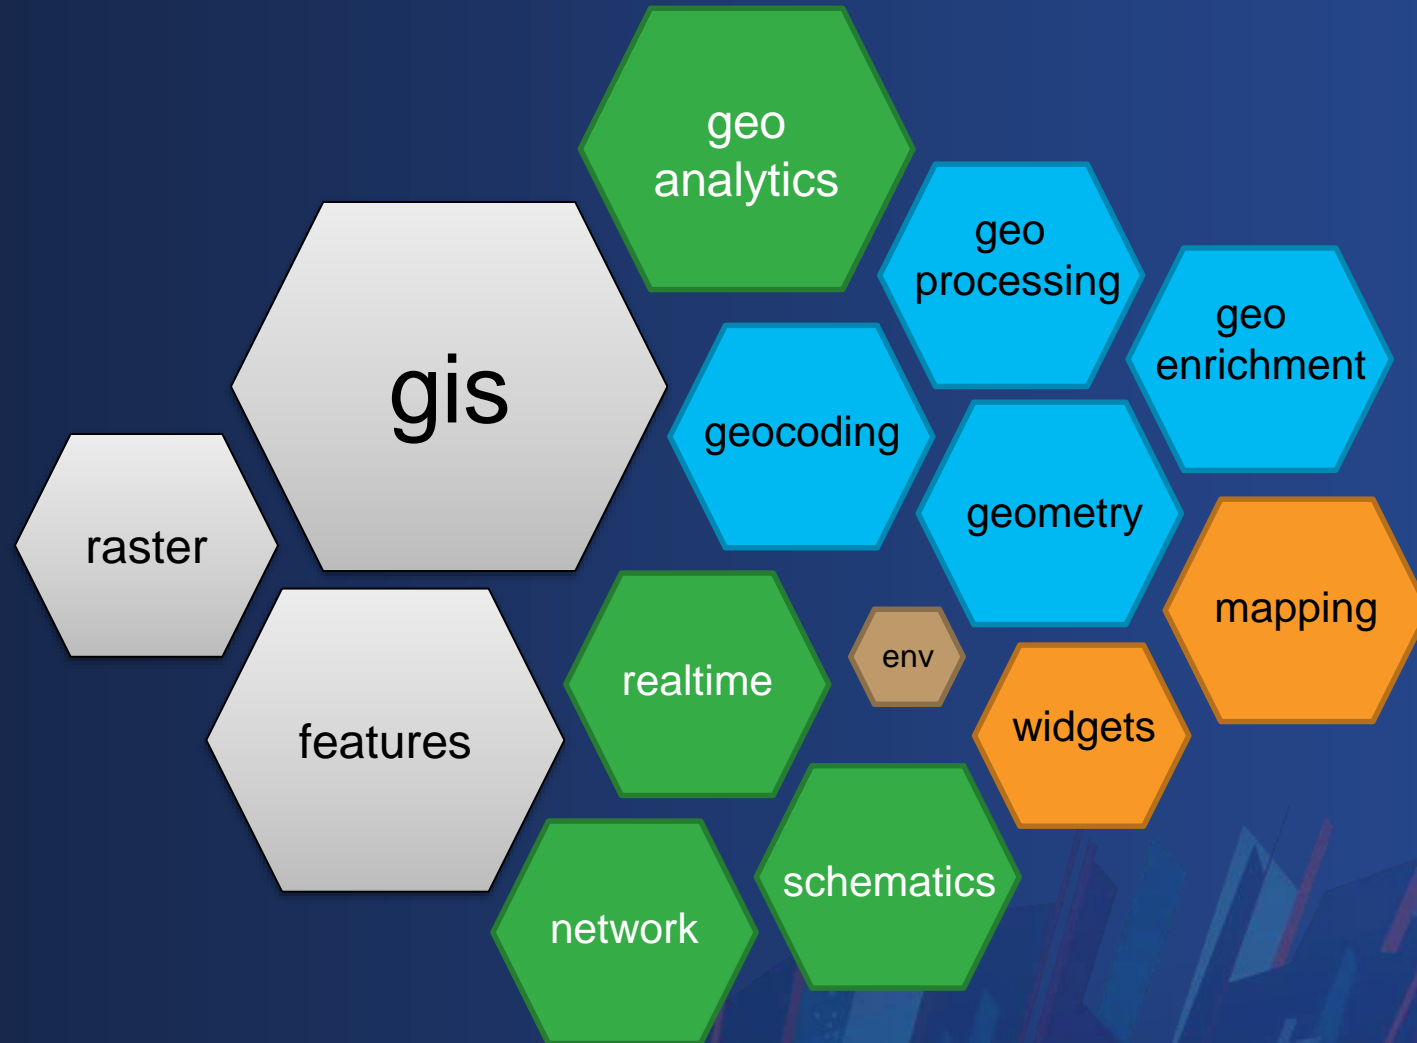 geo
analytics
geo
processing
geo
enrichment
gis
geocoding
geometry
raster
mapping
env
realtime
widgets
features
schematics
network